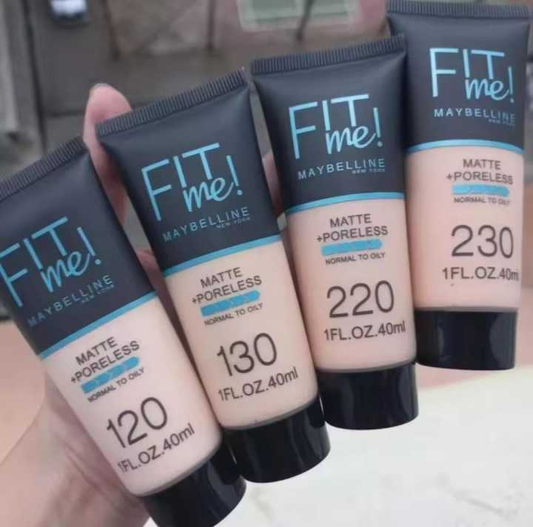 FIT
me!
MAYBELLINE
NEW YORK
MATTE
+PORELESS
NORMAL TO OILY
120
1FL.OZ.40ml
FIT
me!
MAYBELLINE
NEW YORK
MATTE
+PORELESS
NORMAL TO OILY
130
1FL.OZ.40ml
FIT
me!
MAYBELLINE
NEW YORK
MATTE
+PORELESS
NORMAL TO OILY
220
1FL.OZ.40ml
FIT
me!
MAYBELLINE
NEW YORK
MATTE
+PORELESS
NORMAL TO OILY
230
1FL.OZ.40ml